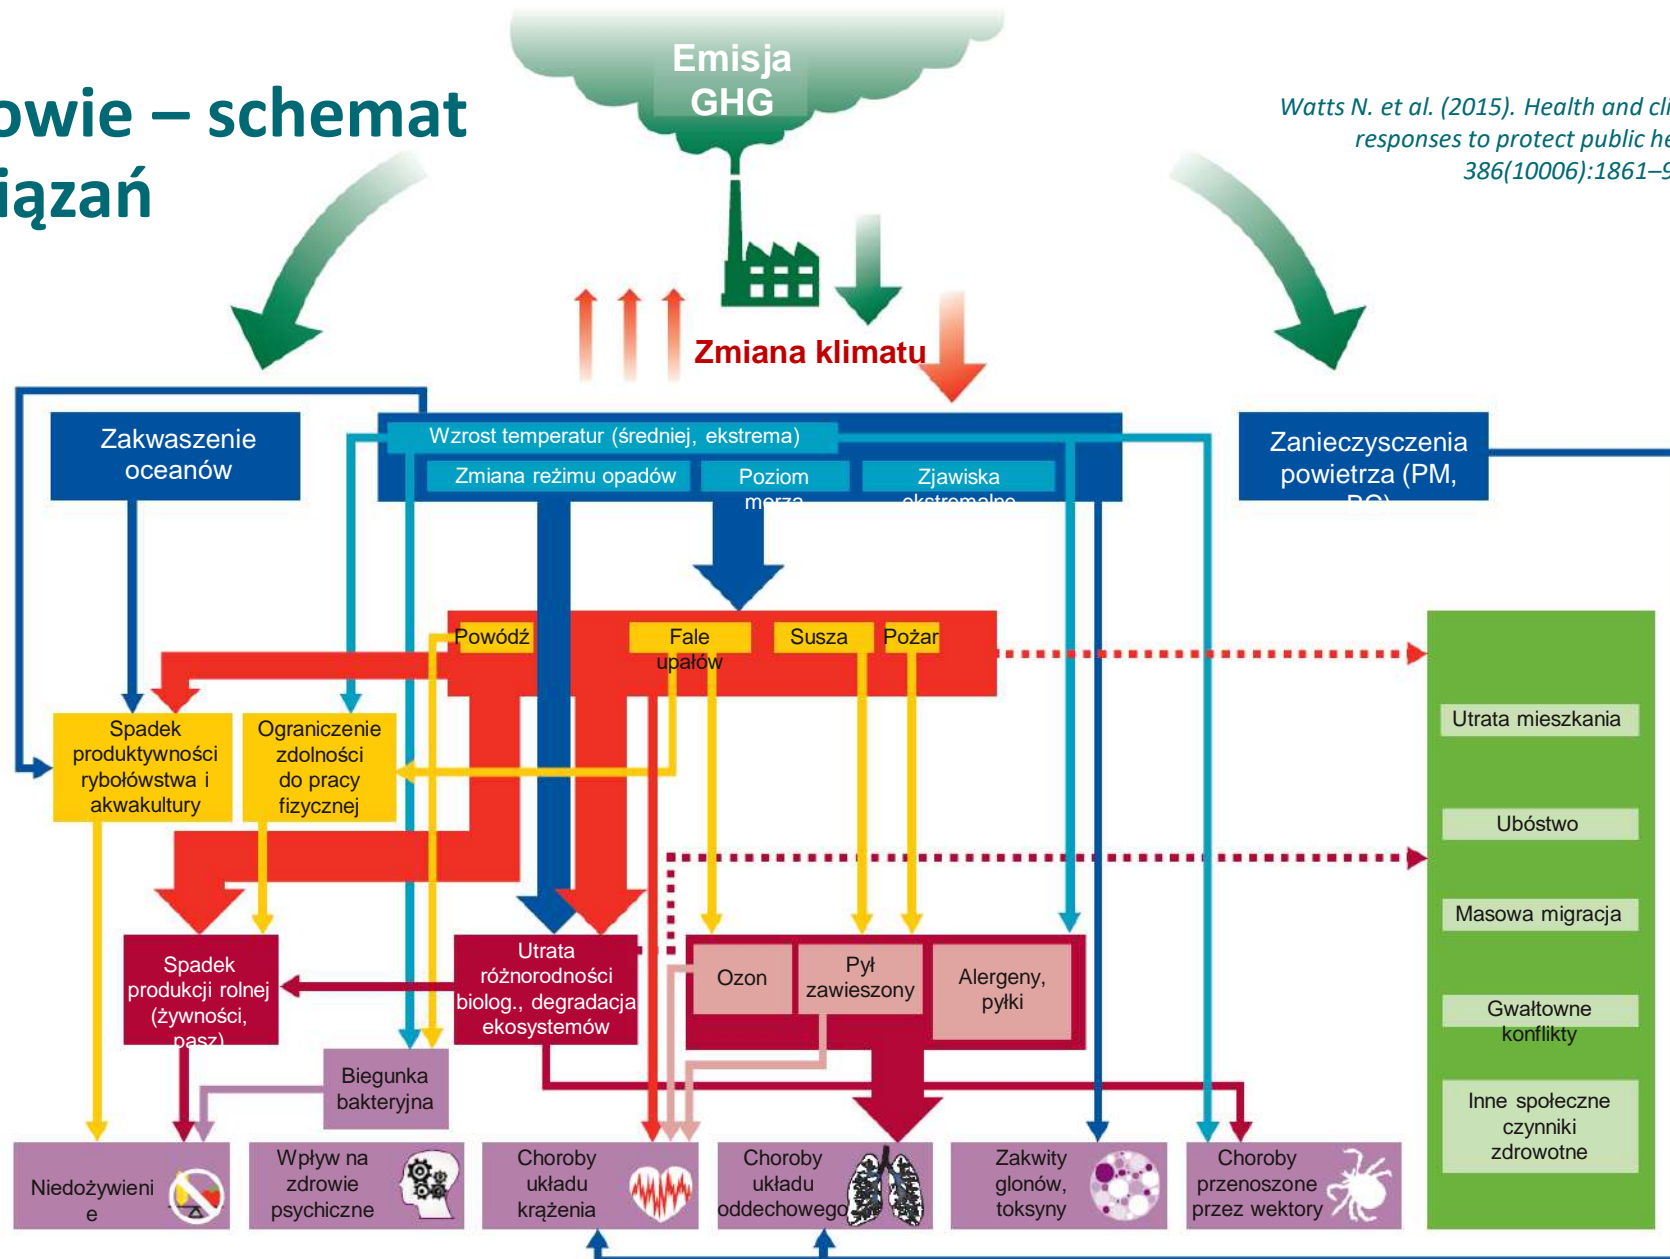 owie – schemat
iązań
Emisja
GHG
Watts N. et al. (2015). Health and cli
responses to protect public he
386(10006):1861–9
Zmiana klimatu
Zakwaszenie
oceanów
Wzrost temperatur (średniej, ekstrema)
Zmiana reżimu opadów
Poziom
morza
Zjawiska
ekstremalne
Zanieczysczenia
powietrza (PM,
BC)
Powódź
Fale
upałów
Susza
Pożar
Spadek
produktywności
rybołówstwa i
akwakultury
Ograniczenie
zdolności
do pracy
fizycznej
Utrata mieszkania
Ubóstwo
Masowa migracja
Gwałtowne
konflikty
Inne społeczne
czynniki
zdrowotne
Spadek
produkcji rolnej
(żywności,
pasz)
Utrata
różnorodności
biolog., degradacja
ekosystemów
Ozon
Pył
zawieszony
Alergeny,
pyłki
Biegunka
bakteryjna
Niedożywieni
e
Wpływ na
zdrowie
psychiczne
Choroby
układu
krążenia
Choroby
układu
oddechowego
Zakwity
glonów,
toksyny
Choroby
przenoszone
przez wektory